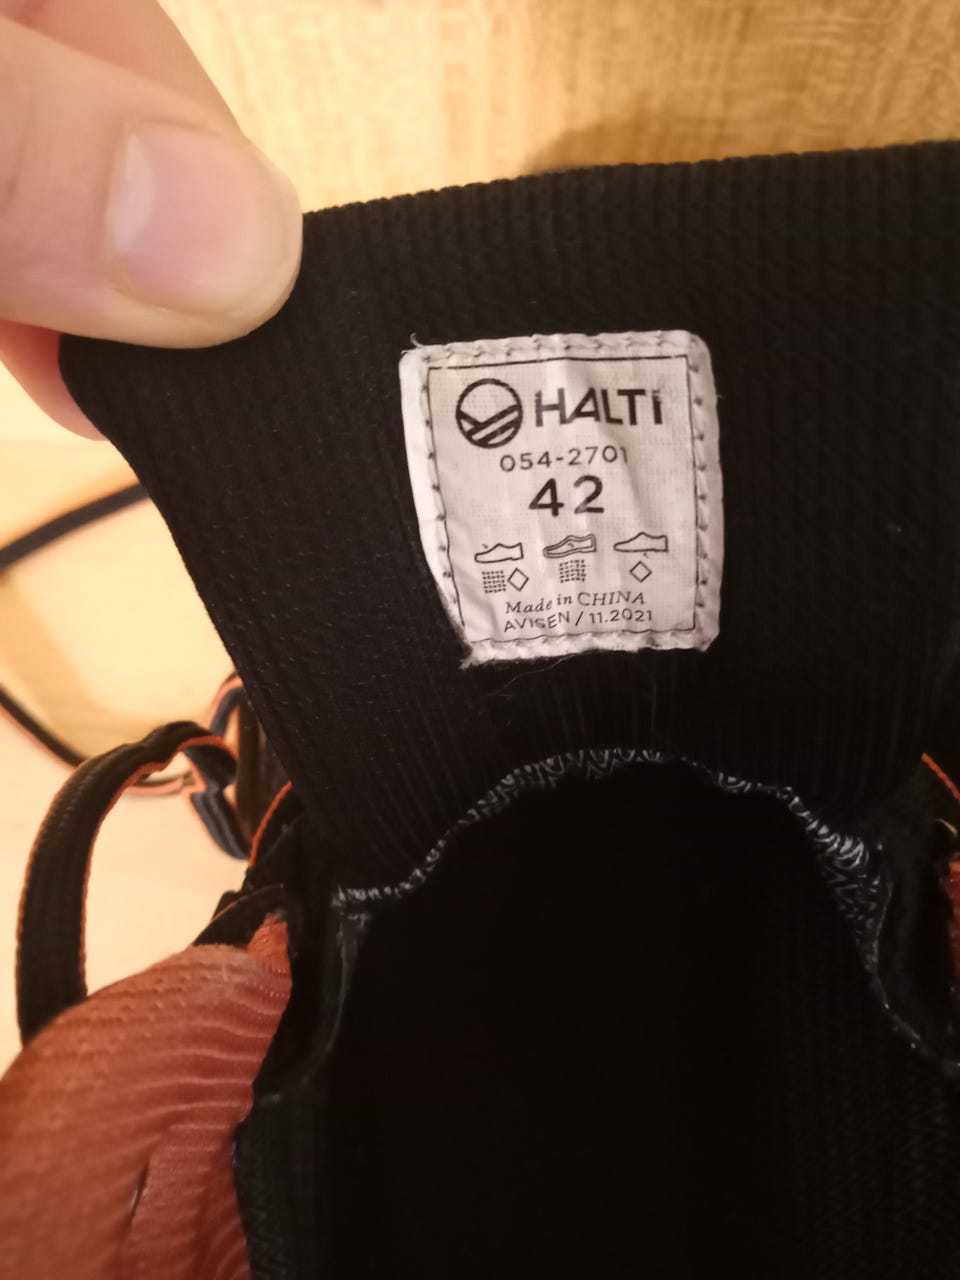 HALTI
054-2701
42
Made in CHINA
AVISEN / 11.2021